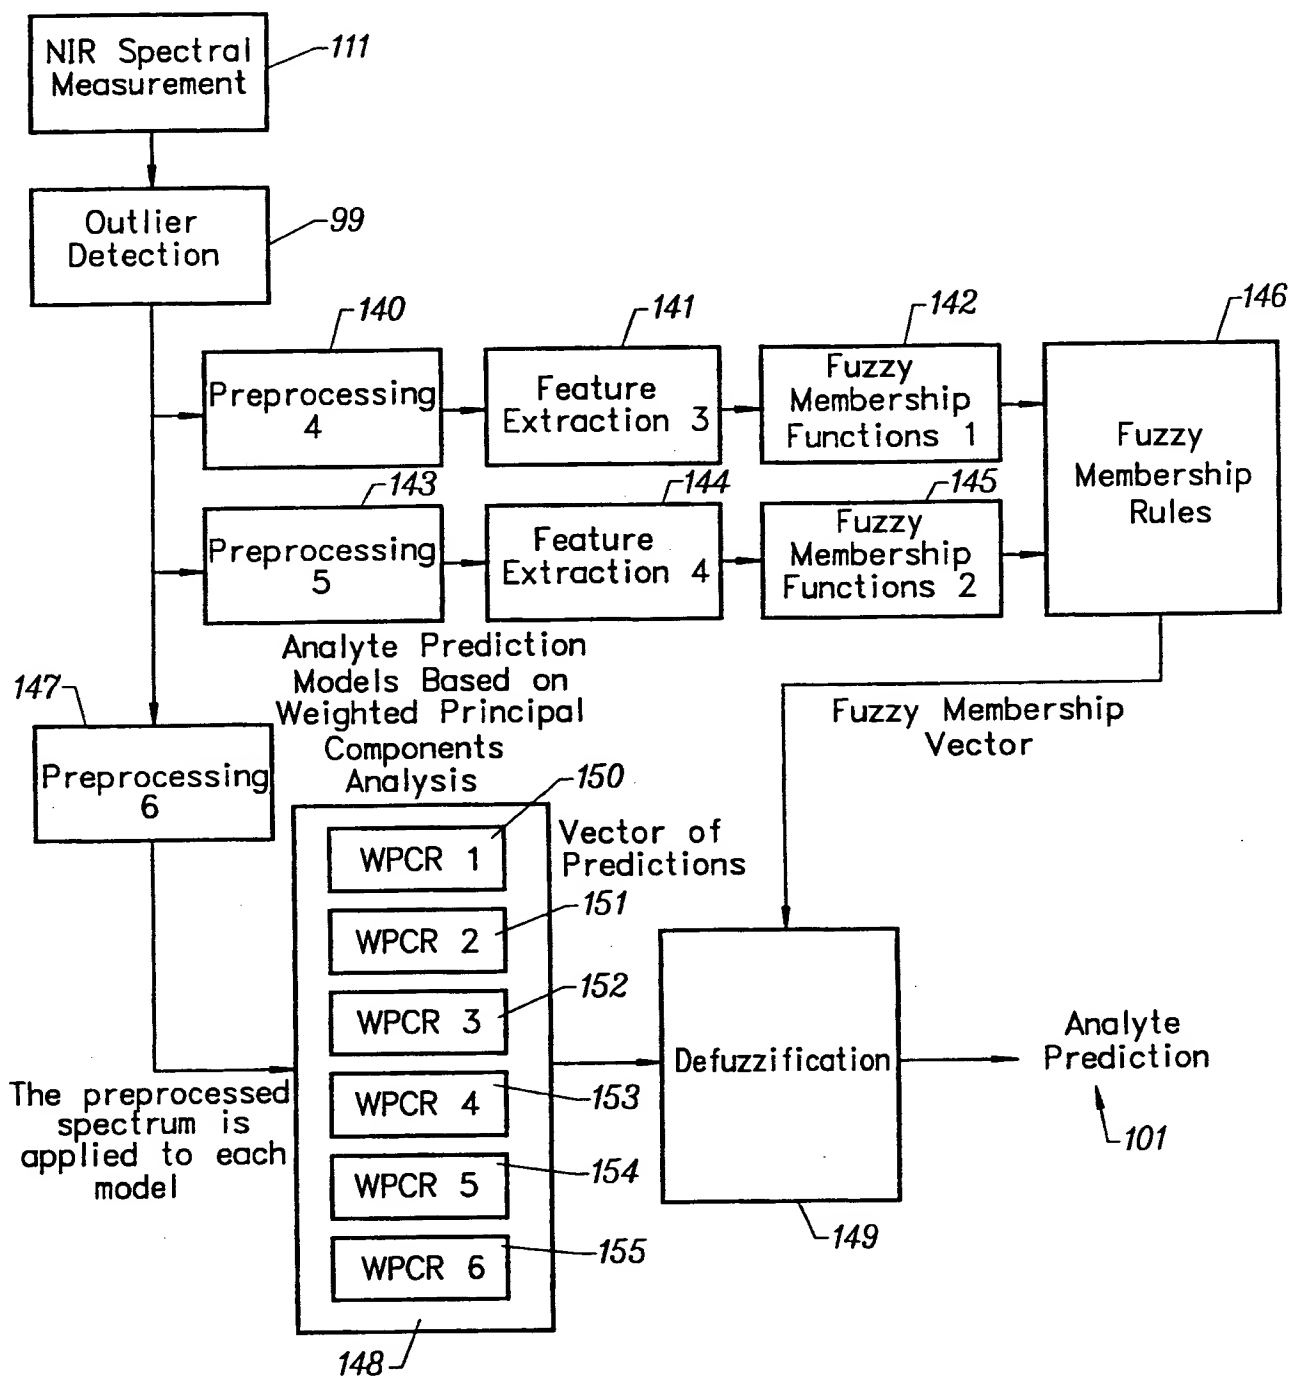 NIR Spectral
Measurement
111
Outlier
Detection
99
140
141
142
146
Preprocessing
4
Feature
Extraction 3
Fuzzy
Membership
Functions 1
Fuzzy
Membership
Rules
143
144
145
Preprocessing
5
Feature
Extraction 4
Fuzzy
Membership
Functions 2
Analyte Prediction
Models Based on
Weighted Principal
Components
Analysis
147
Preprocessing
6
Fuzzy Membership
Vector
150
WPCR 1
Vector of
Predictions
151
WPCR 2
152
WPCR 3
153
WPCR 4
154
WPCR 5
155
WPCR 6
148
The preprocessed
spectrum is
applied to each
model
Defuzzification
149
Analyte
Prediction
101